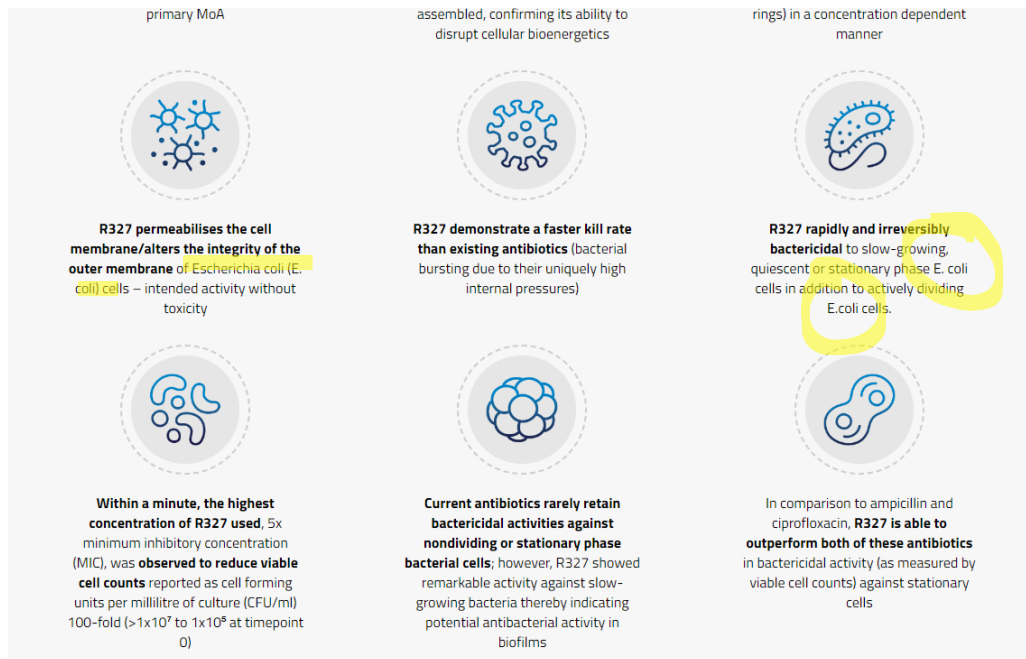 primary MoA
assembled, confirming its ability to
disrupt cellular bioenergetics
rings) in a concentration dependent
manner
R327 permeabilises the cell
membrane/alters the integrity of the
outer membrane of Escherichia coli (E.
coli) cells – intended activity without
toxicity
R327 demonstrate a faster kill rate
than existing antibiotics (bacterial
bursting due to their uniquely high
internal pressures)
R327 rapidly and irreversibly
bactericidal to slow-growing,
quiescent or stationary phase E. coli
cells in addition to actively dividing
E.coli cells.
Within a minute, the highest
concentration of R327 used, 5x
minimum inhibitory concentration
(MIC), was observed to reduce viable
cell counts reported as cell forming
units per millilitre of culture (CFU/ml)
100-fold (>1x10⁷ to 1x10⁵ at timepoint
0)
Current antibiotics rarely retain
bactericidal activities against
nondividing or stationary phase
bacterial cells; however, R327 showed
remarkable activity against slow-
growing bacteria thereby indicating
potential antibacterial activity in
biofilms
In comparison to ampicillin and
ciprofloxacin, R327 is able to
outperform both of these antibiotics
in bactericidal activity (as measured by
viable cell counts) against stationary
cells